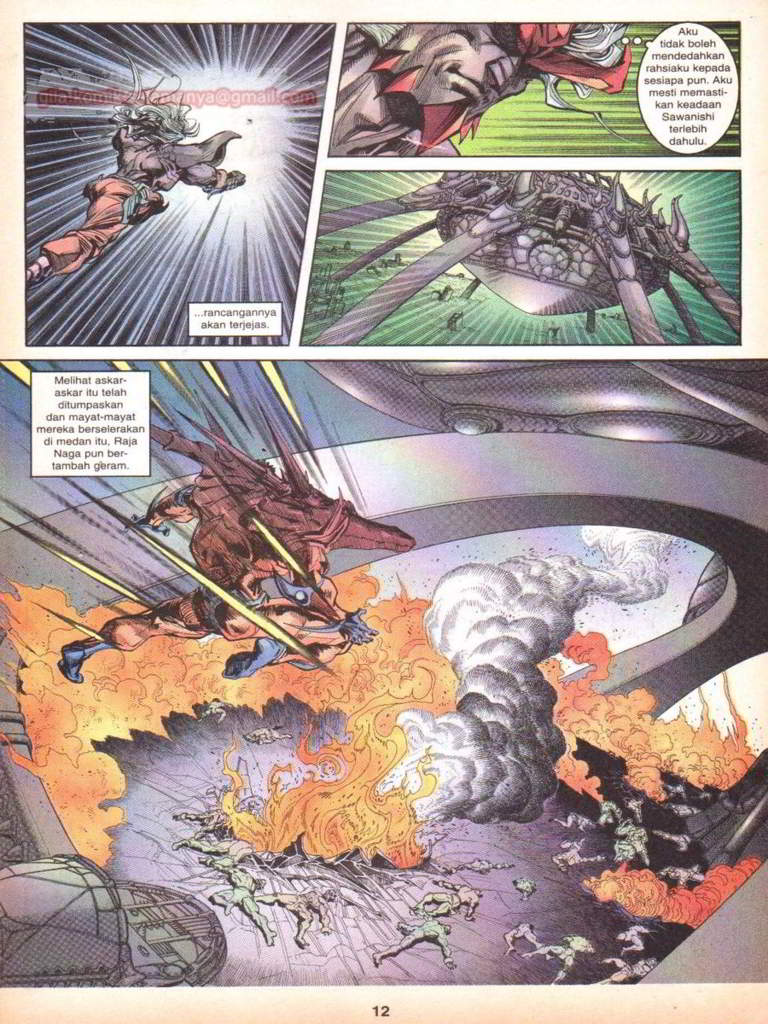 ...rancangannya
akan terjejas.
Aku
tidak boleh
mendedahkan
rahsiaku kepada
sesiapa pun. Aku
mesti memasti-
kan keadaan
Sawanishi
terlebih
dahulu.
Melihat askar-
askar itu telah
ditumpaskan
dan mayat-mayat
mereka berselerakan
di medan itu, Raja
Naga pun ber-
tambah geram.
12